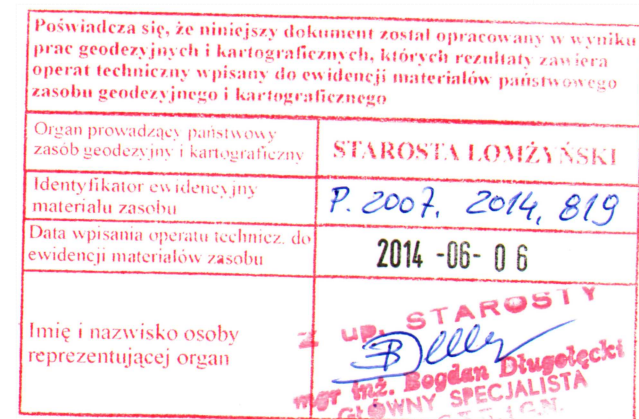 Poświadcza się, że niniejszy dokument został opracowany w wyniku
prac geodezyjnych i kartograficznych, których rezultaty zawiera
operat techniczny wpisany do ewidencji materiałów państwowego
zasobu geodezyjnego i kartograficznego
Organ prowadzący państwowy
zasób geodezyjny i kartograficzny
STAROSTA ŁOMŻYŃSKI
Identyfikator ewidencyjny
materiału zasobu
P. 2007. 2014, 819
Data wpisania operatu technicz. do
ewidencji materiałów zasobu
2014 -06- 06
Imię i nazwisko osoby
reprezentującej organ
z up. STAROSTY
mgr inż. Bogdan Długołęcki
GŁÓWNY SPECJALISTA